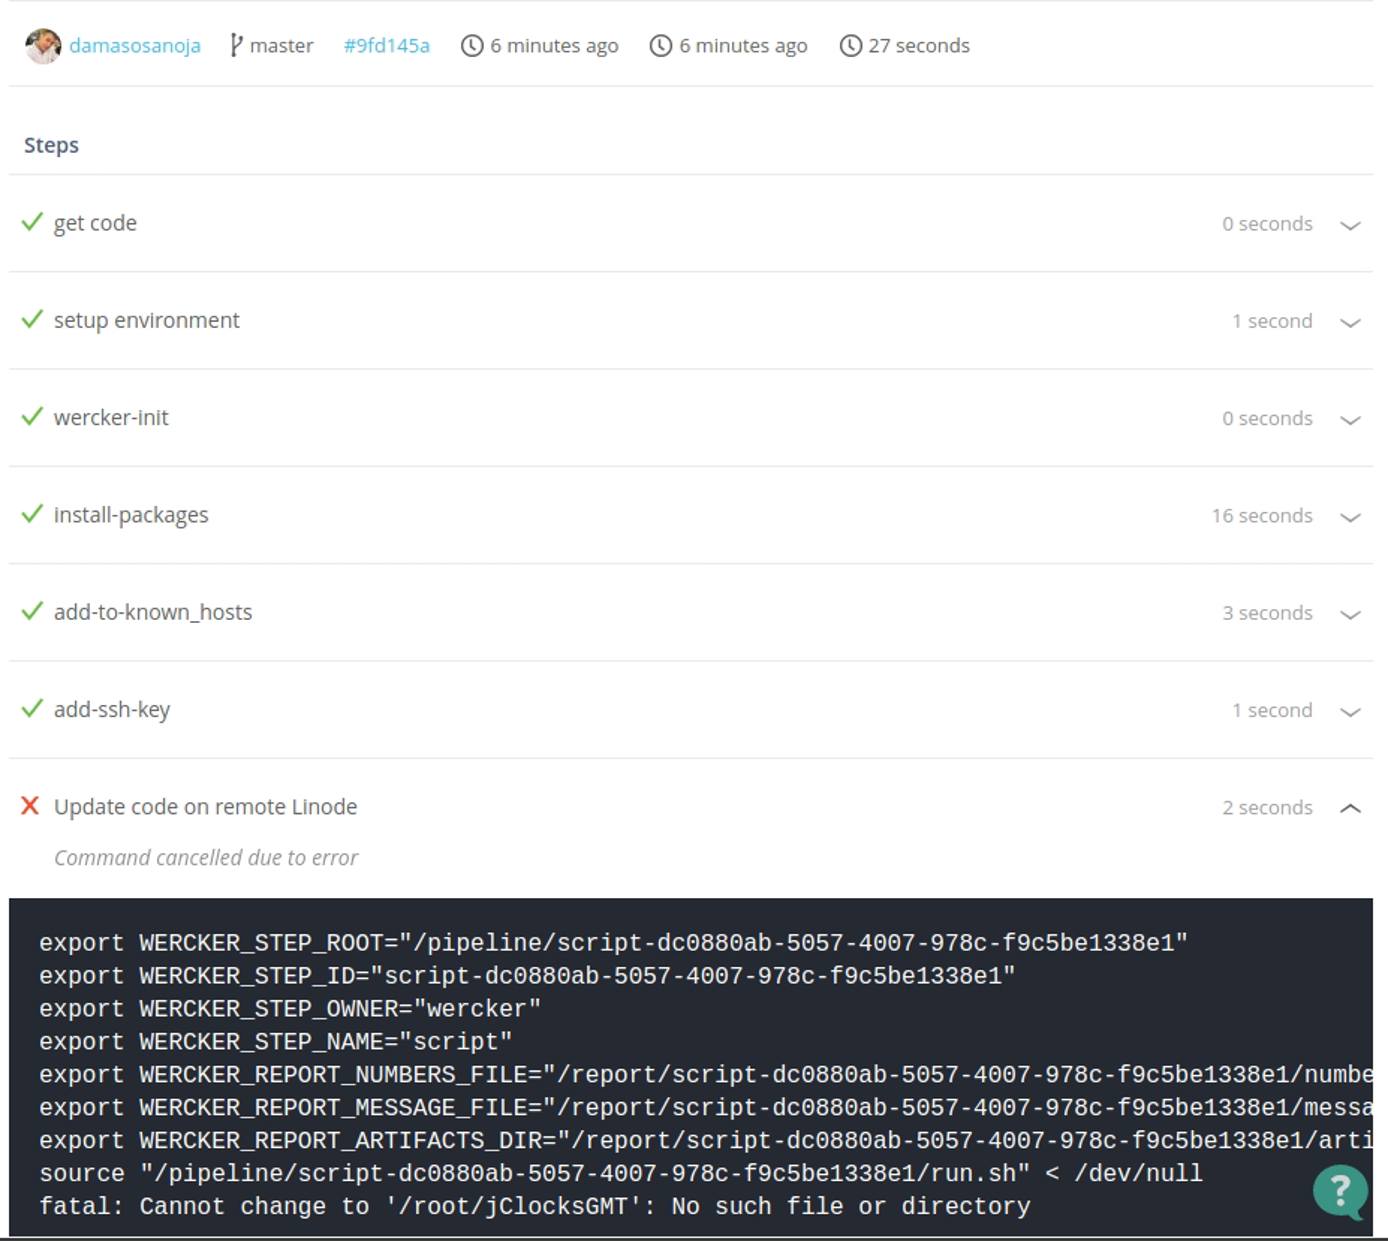 damasosanoja master #9fd145a 6 minutes ago 6 minutes ago 27 seconds
Steps
get code 0 seconds
setup environment 1 second
wercker-init 0 seconds
install-packages 16 seconds
add-to-known_hosts 3 seconds
add-ssh-key 1 second
Update code on remote Linode 2 seconds
Command cancelled due to error
export WERCKER_STEP_ROOT="/pipeline/script-dc0880ab-5057-4007-978c-f9c5be1338e1"
export WERCKER_STEP_ID="script-dc0880ab-5057-4007-978c-f9c5be1338e1"
export WERCKER_STEP_OWNER="wercker"
export WERCKER_STEP_NAME="script"
export WERCKER_REPORT_NUMBERS_FILE="/report/script-dc0880ab-5057-4007-978c-f9c5be1338e1/numbe
export WERCKER_REPORT_MESSAGE_FILE="/report/script-dc0880ab-5057-4007-978c-f9c5be1338e1/messa
export WERCKER_REPORT_ARTIFACTS_DIR="/report/script-dc0880ab-5057-4007-978c-f9c5be1338e1/arti
source "/pipeline/script-dc0880ab-5057-4007-978c-f9c5be1338e1/run.sh" < /dev/null
fatal: Cannot change to '/root/jClocksGMT': No such file or directory
?